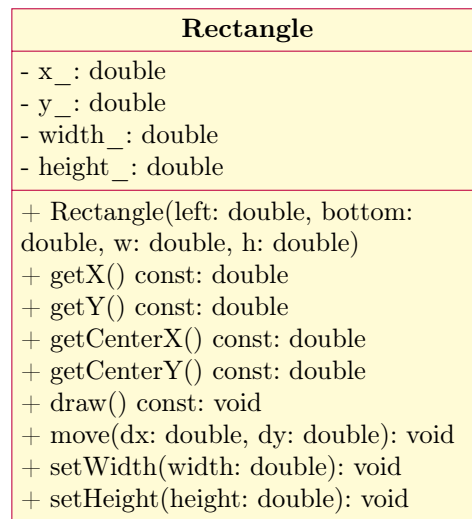 Rectangle
- x_: double
- y_: double
- width_: double
- height_: double
+ Rectangle(left: double, bottom:
double, w: double, h: double)
+ getX() const: double
+ getY() const: double
+ getCenterX() const: double
+ getCenterY() const: double
+ draw() const: void
+ move(dx: double, dy: double): void
+ setWidth(width: double): void
+ setHeight(height: double): void